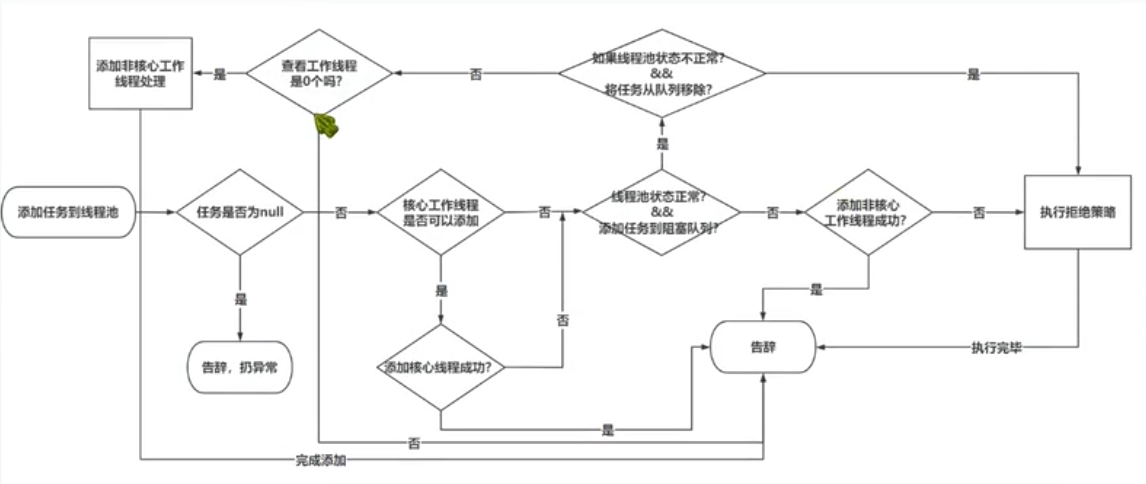 添加非核心工作
线程处理
是
查看工作线程
是0个吗?
否
如果线程池状态不正常?
&&
将任务从队列移除?
是
是
添加任务到线程池
任务是否为null
否
核心工作线程
是否可以添加
否
线程池状态正常?
&&
添加任务到阻塞队列?
否
添加非核心
工作线程成功?
否
执行拒绝策略
是
是
是
否
告辞，扔异常
添加核心线程成功?
告辞
执行完毕
是
否
完成添加